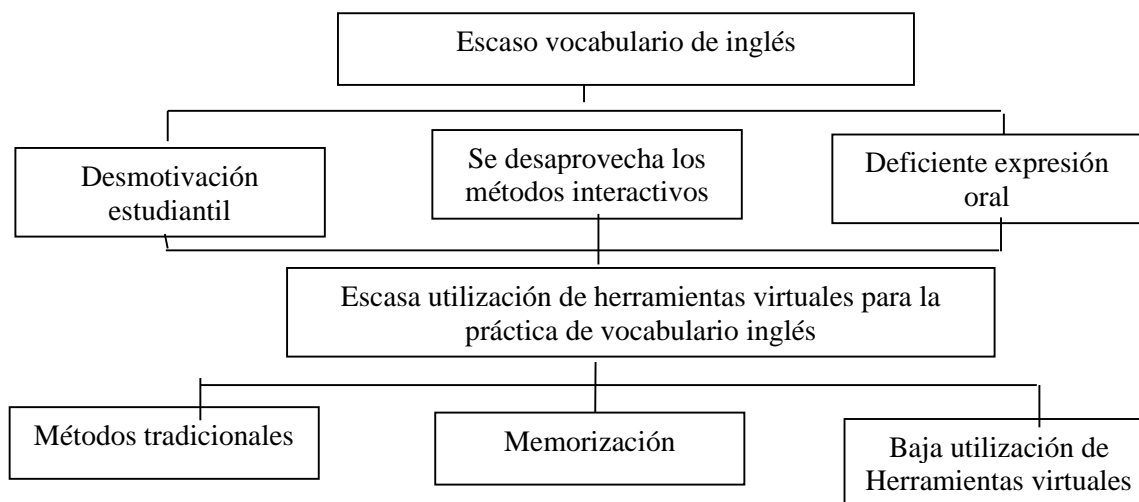 Escaso vocabulario de inglés
Desmotivación
estudiantil
Se desaprovecha los
métodos interactivos
Deficiente expresión
oral
Escasa utilización de herramientas virtuales para la
práctica de vocabulario inglés
Métodos tradicionales
Memorización
Baja utilización de
Herramientas virtuales